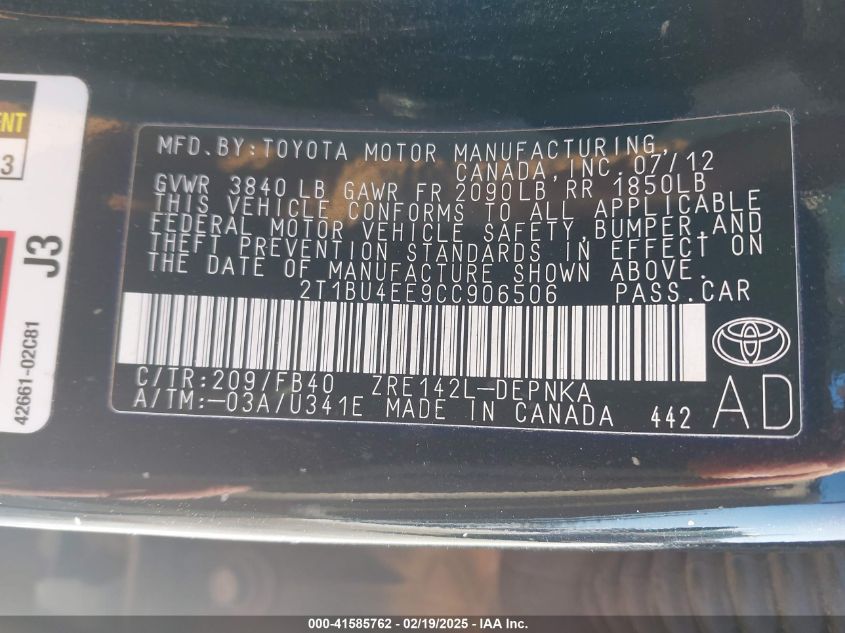 ENT
3
J3
42661-02C81
MFD.BY:TOYOTA MOTOR MANUFACTURING,
CANADA,INC.07/12
GVWR 3840 LB GAWR FR 2090LB,RR 1850LB
THIS VEHICLE CONFORMS TO ALL APPLICABLE
FEDERAL MOTOR VEHICLE SAFETY,BUMPER,AND
THEFT PREVENTION STANDARDS IN EFFECT ON
THE DATE OF MANUFACTURE SHOWN ABOVE.
2T1BU4EE9CC906506 PASS.CAR
C/TR:209/FB40 ZRE142L-DEPNKA
A/TM:-03A/U341E MADE IN CANADA 442 AD
000-41585762 - 02/19/2025 - IAA Inc.